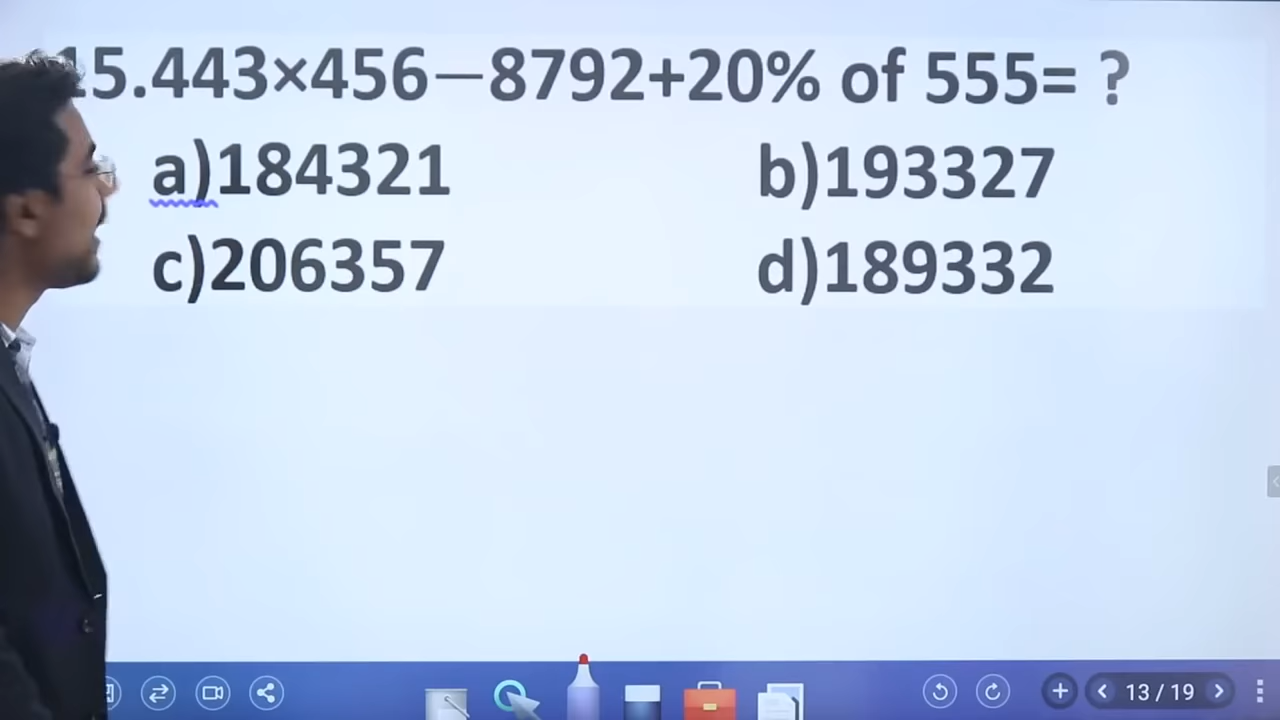 15.443×456−8792+20% of 555= ?
a)184321 b)193327
c)206357 d)189332
13 / 19